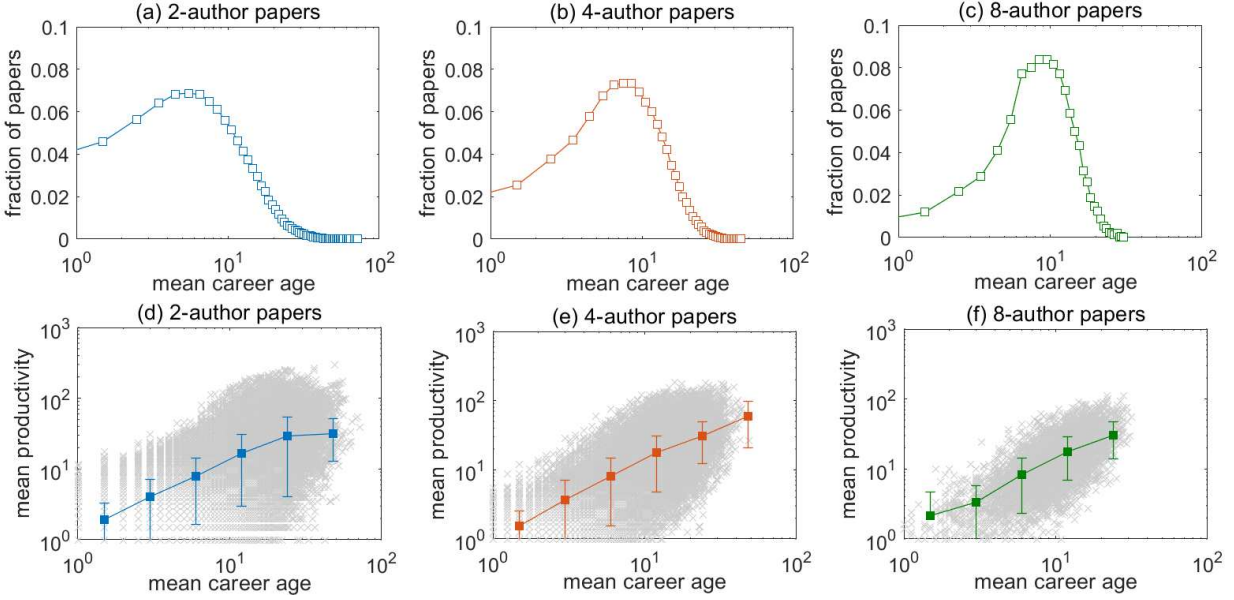 (a) 2-author papers
fraction of papers
0.1
0.08
0.06
0.04
0.02
0
10^0
10^1
10^2
mean career age
(b) 4-author papers
fraction of papers
0.1
0.08
0.06
0.04
0.02
0
10^0
10^1
10^2
mean career age
(c) 8-author papers
fraction of papers
0.1
0.08
0.06
0.04
0.02
0
10^0
10^1
10^2
mean career age
(d) 2-author papers
mean productivity
10^3
10^2
10^1
10^0
10^0
10^1
10^2
mean career age
(e) 4-author papers
mean productivity
10^3
10^2
10^1
10^0
10^0
10^1
10^2
mean career age
(f) 8-author papers
mean productivity
10^3
10^2
10^1
10^0
10^0
10^1
10^2
mean career age